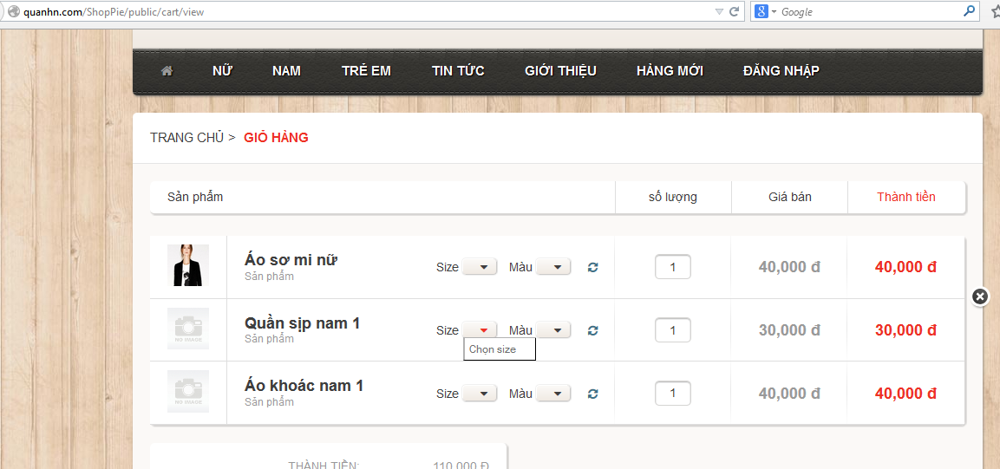 quanhn.com/ShopPie/public/cart/view
Google
NỮ NAM TRẺ EM TIN TỨC GIỚI THIỆU HÀNG MỚI ĐĂNG NHẬP
TRANG CHỦ > GIỎ HÀNG
Sản phẩm số lượng Giá bán Thành tiền
Áo sơ mi nữ
Sản phẩm
Size Màu 1 40,000 đ 40,000 đ
Quần sịp nam 1
Sản phẩm
NO IMAGE
Size Màu 1 30,000 đ 30,000 đ
Chọn size
Áo khoác nam 1
Sản phẩm
NO IMAGE
Size Màu 1 40,000 đ 40,000 đ
THÀNH TIỀN: 110,000 Đ